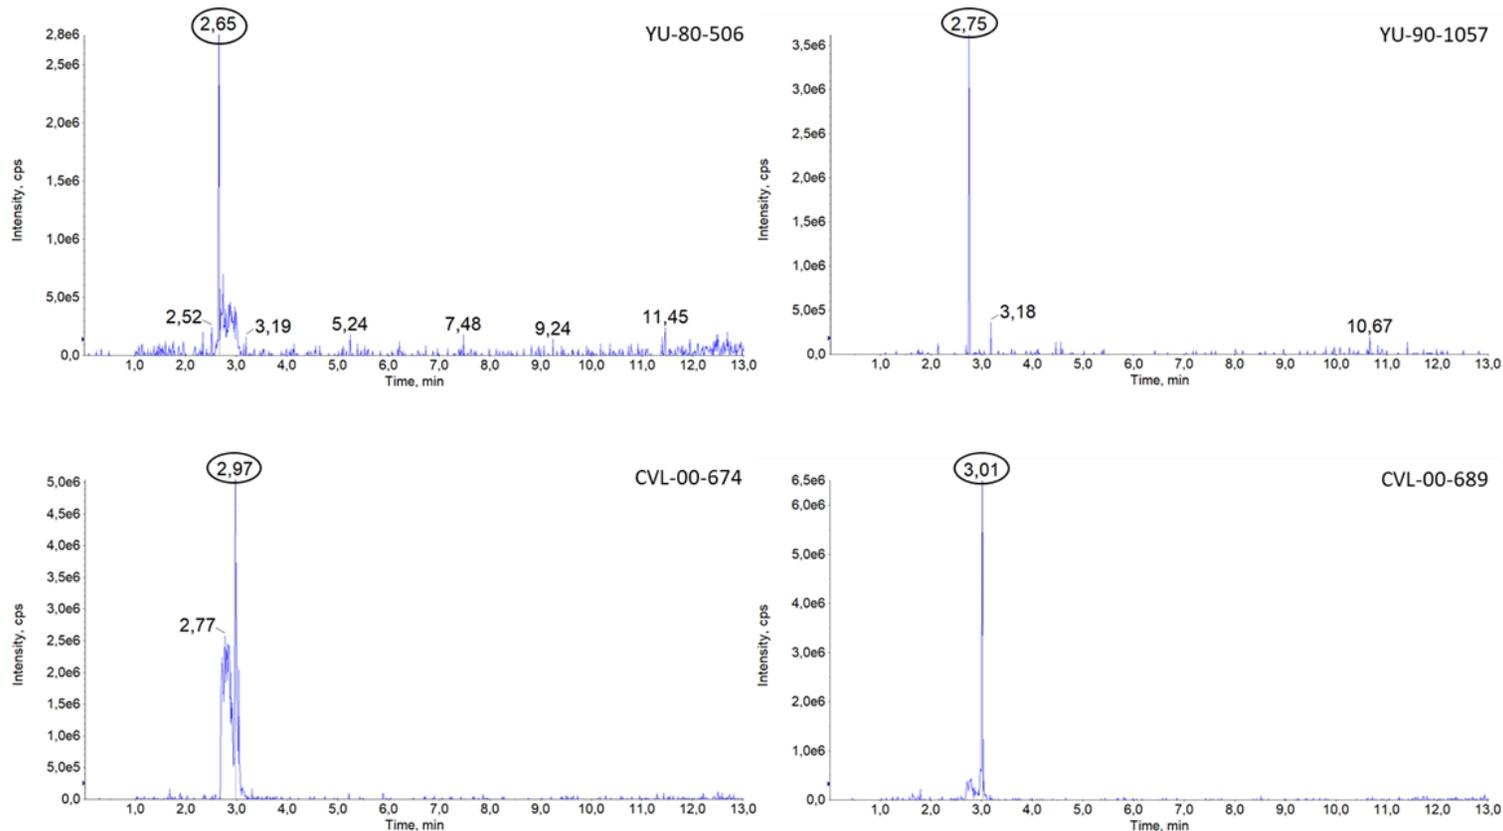 2,65
YU-80-506
2,8e6
2,5e6
2,0e6
1,5e6
1,0e6
5,0e5
0,0
Intensity, cps
2,52
3,19
5,24
7,48
9,24
11,45
1,0 2,0 3,0 4,0 5,0 6,0 7,0 8,0 9,0 10,0 11,0 12,0 13,0
Time, min
2,75
YU-90-1057
3,5e6
3,0e6
2,5e6
2,0e6
1,5e6
1,0e6
5,0e5
0,0
Intensity, cps
3,18
10,67
1,0 2,0 3,0 4,0 5,0 6,0 7,0 8,0 9,0 10,0 11,0 12,0 13,0
Time, min
2,97
CVL-00-674
5,0e6
4,5e6
4,0e6
3,5e6
3,0e6
2,5e6
2,0e6
1,5e6
1,0e6
5,0e5
0,0
Intensity, cps
2,77
1,0 2,0 3,0 4,0 5,0 6,0 7,0 8,0 9,0 10,0 11,0 12,0 13,0
Time, min
3,01
CVL-00-689
6,5e6
6,0e6
5,0e6
4,0e6
3,0e6
2,0e6
1,0e6
0,0
Intensity, cps
1,0 2,0 3,0 4,0 5,0 6,0 7,0 8,0 9,0 10,0 11,0 12,0 13,0
Time, min